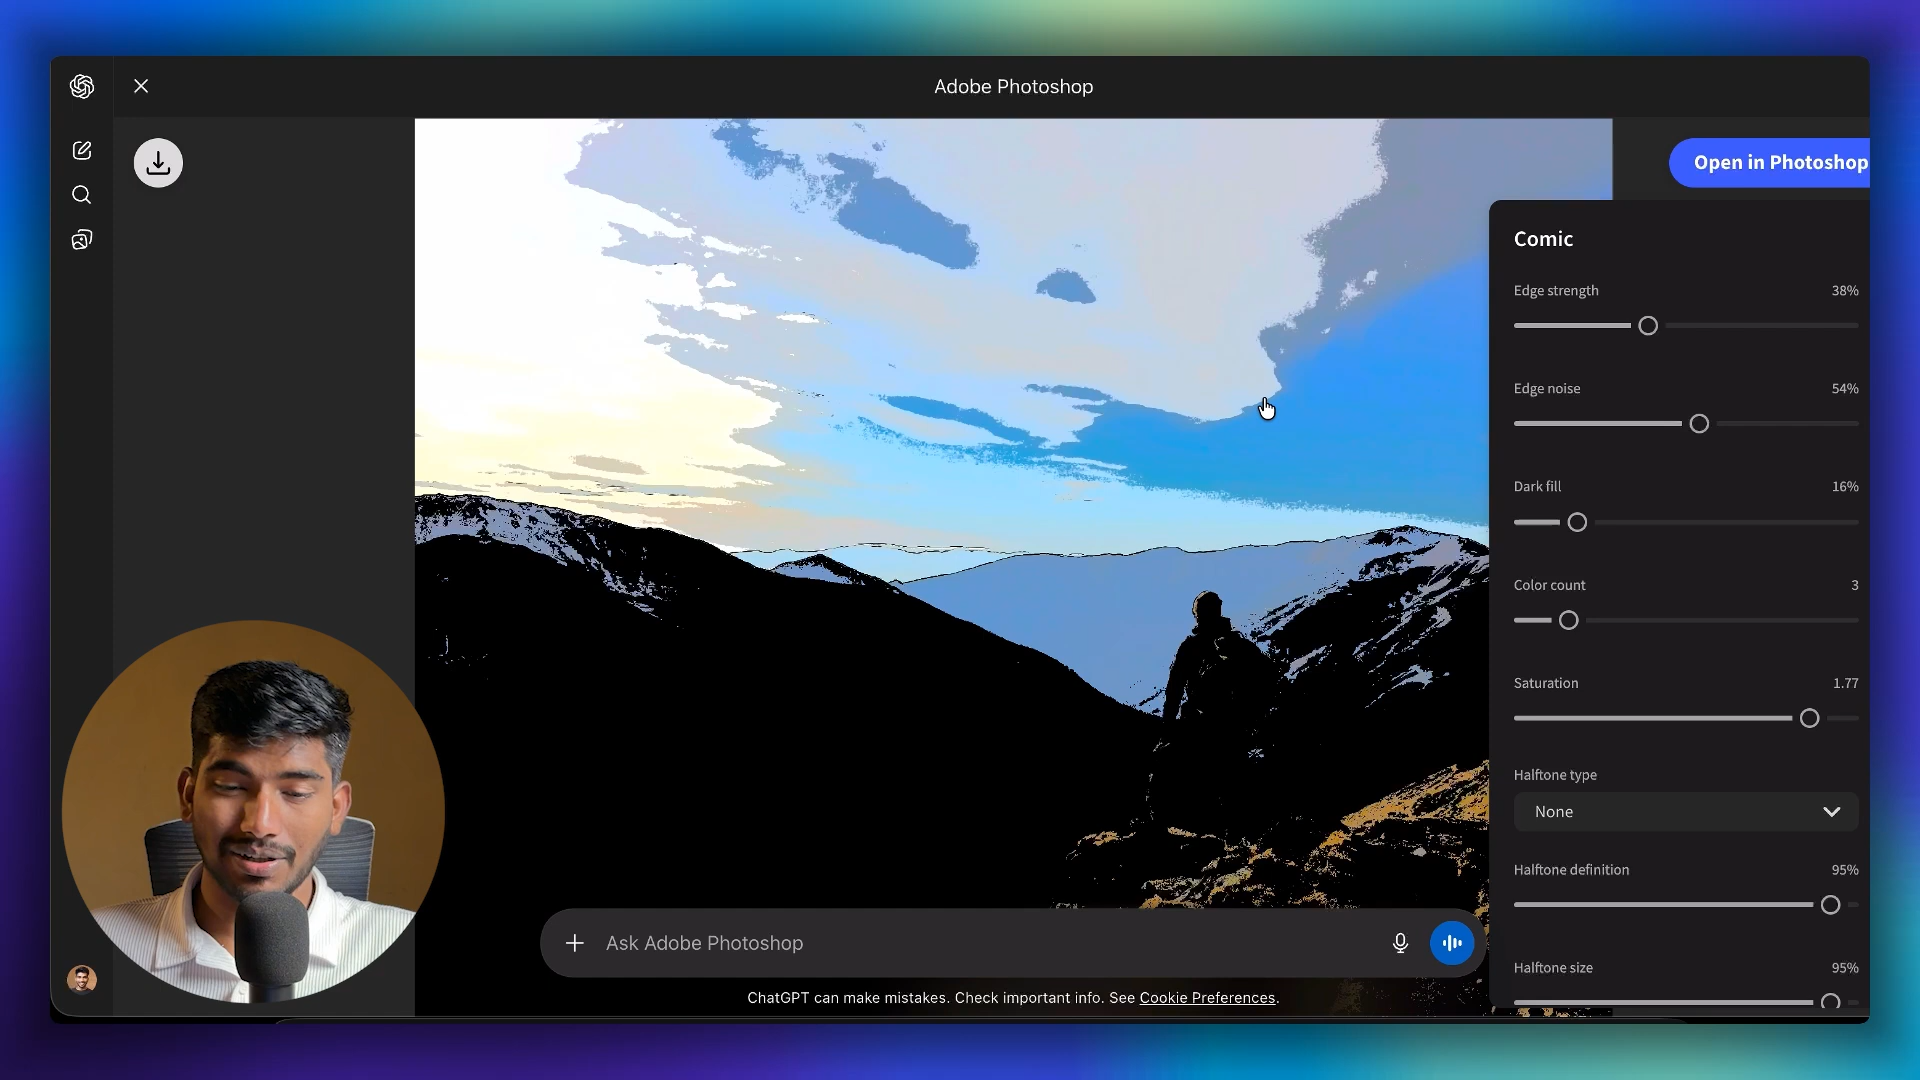 Adobe Photoshop
Open in Photoshop
Comic
Edge strength 38%
Edge noise 54%
Dark fill 16%
Color count 3
Saturation 1.77
Halftone type
None
Halftone definition 95%
Halftone size 95%
Ask Adobe Photoshop
ChatGPT can make mistakes. Check important info. See Cookie Preferences.